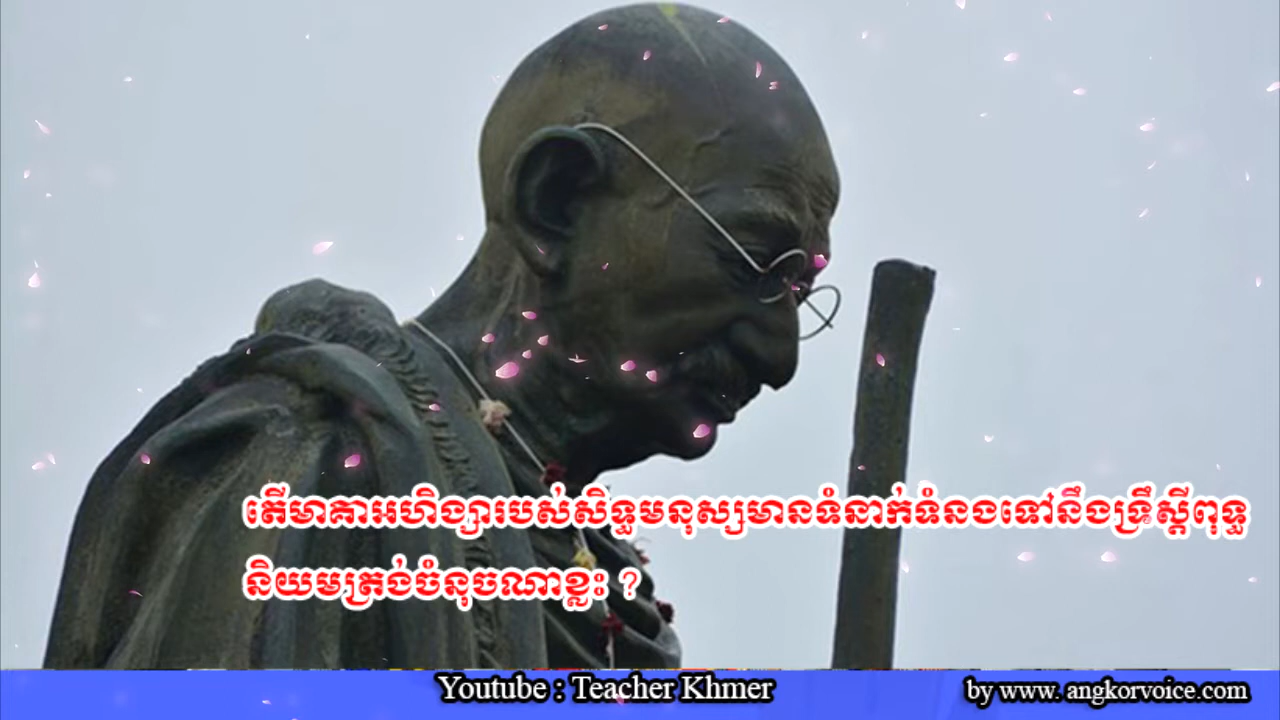 តើមាគាអហិង្សារបស់សិទ្ធមនុស្សមានទំនាក់ទំនងទៅនឹងទ្រឹស្តីពុទ្ធ
និយមត្រង់ចំនុចណាខ្លះ ?
Youtube : Teacher Khmer
by www. angkorvoice.com